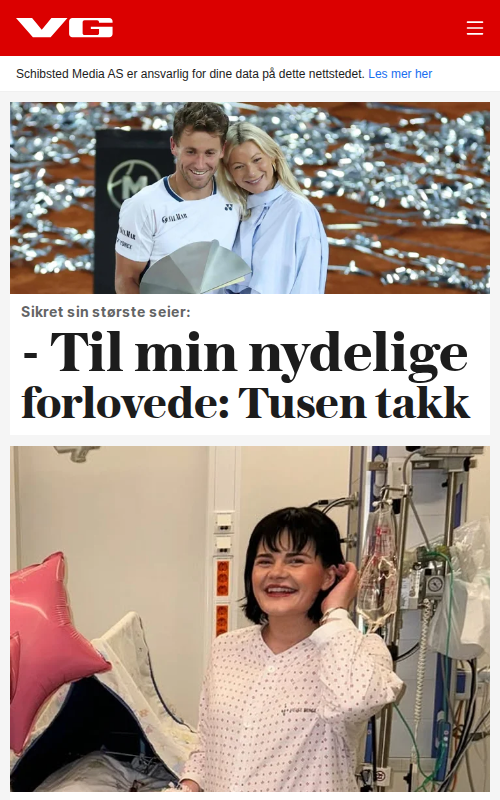 VG
Schibsted Media AS er ansvarlig for dine data på dette nettstedet. Les mer her
M
Sikret sin største seier:
- Til min nydelige
forlovede: Tusen takk